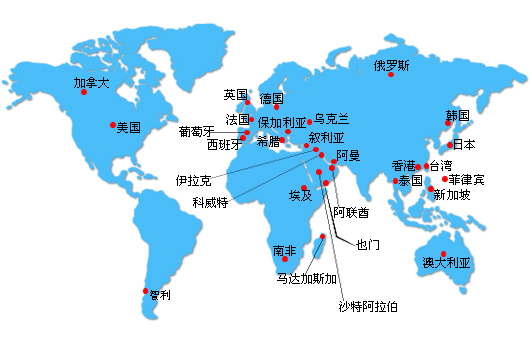 俄罗斯
加拿大
英国
德国
乌克兰
韩国
美国
法国
保加利亚
葡萄牙
西班牙
希腊
叙利亚
日本
阿曼
香港
台湾
伊拉克
泰国
菲律宾
科威特
埃及
新加坡
阿联酋
也门
南非
澳大利亚
马达加斯加
智利
沙特阿拉伯